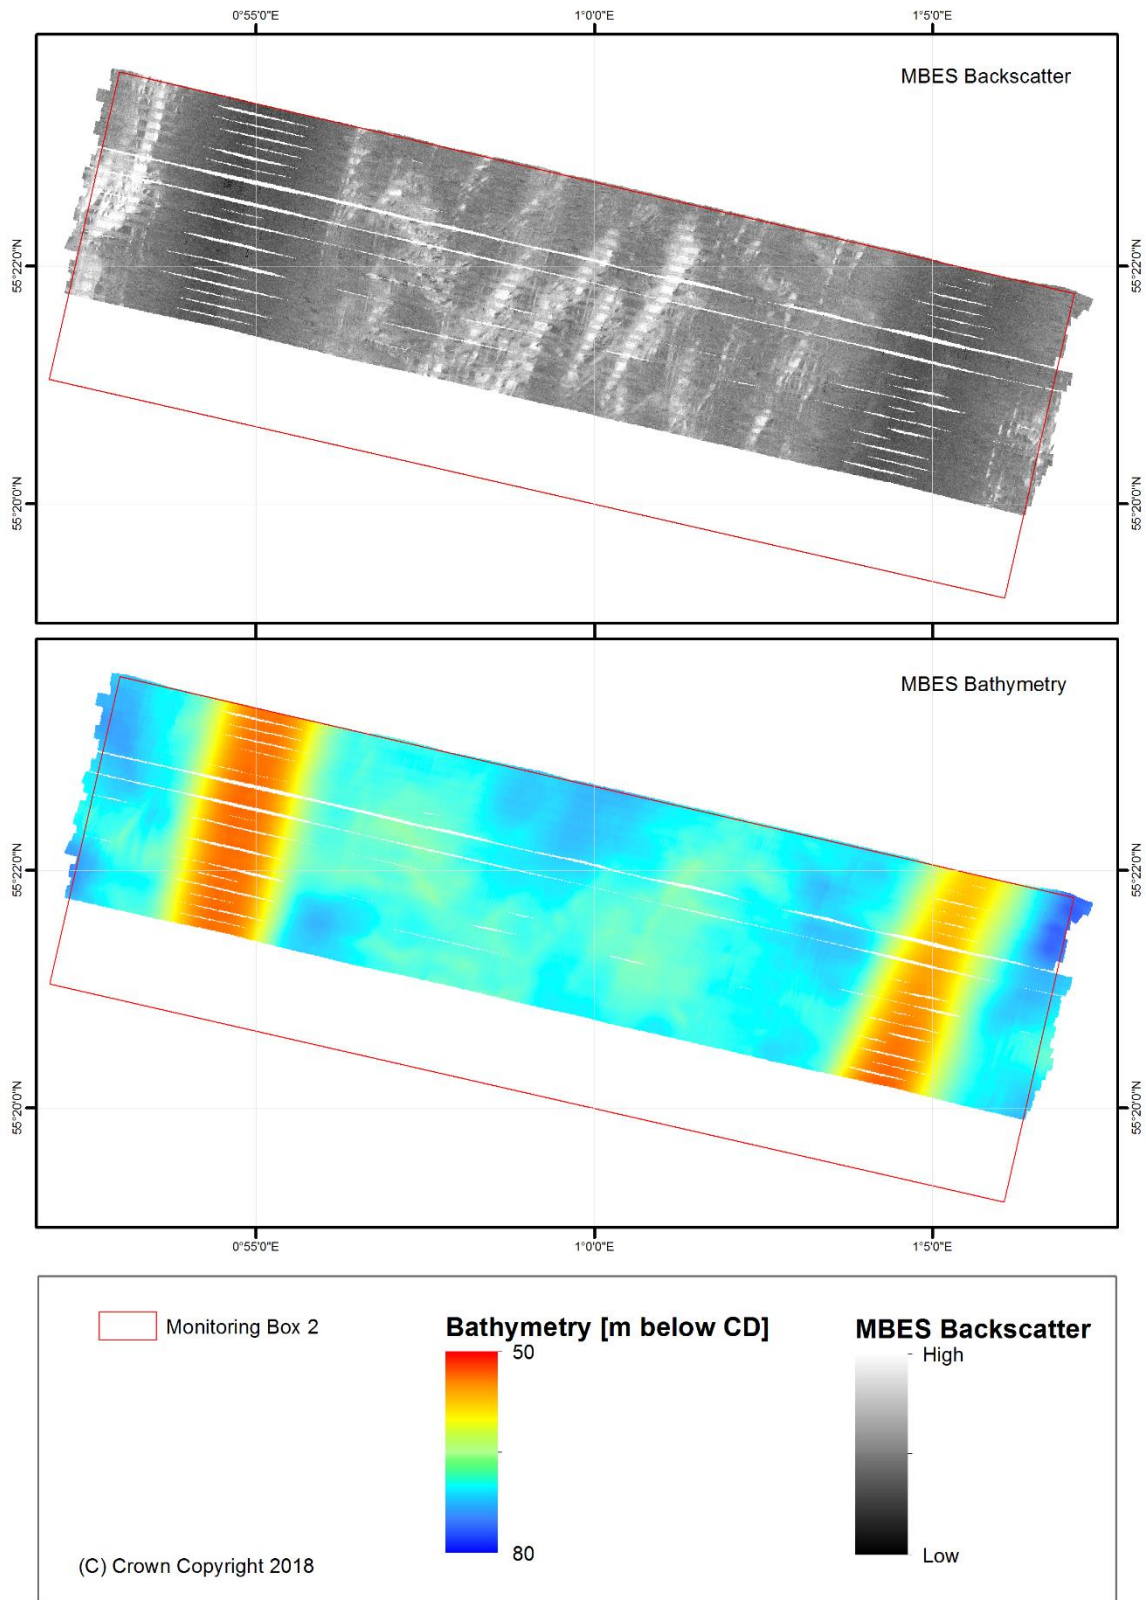 0°55'0"E 1°0'0"E 1°5'0"E
MBES Backscatter
55°22'0"N 55°22'0"N
55°20'0"N 55°20'0"N
MBES Bathymetry
55°22'0"N 55°22'0"N
55°20'0"N 55°20'0"N
0°55'0"E 1°0'0"E 1°5'0"E
Monitoring Box 2
Bathymetry [m below CD]
50
80
MBES Backscatter
High
Low
(C) Crown Copyright 2018